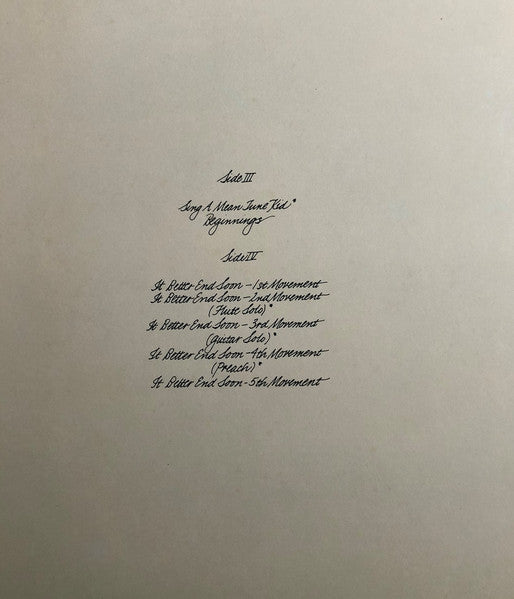 Side III
Sing A Mean Tune Kid*
Beginnings
Side IV
It Better End Soon - 1st Movement
It Better End Soon - 2nd Movement
(Flute Solo)*
It Better End Soon - 3rd Movement
(Guitar Solo)*
It Better End Soon - 4th Movement
(Preach)*
It Better End Soon - 5th Movement